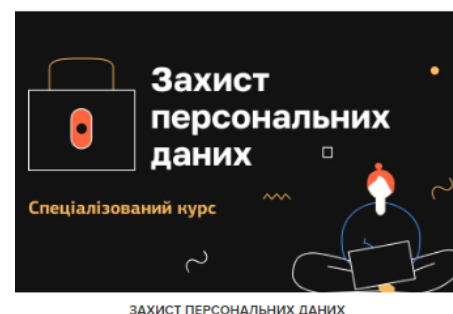 Захист
персональних
даних
Спеціалізований курс
ЗАХИСТ ПЕРСОНАЛЬНИХ ДАНИХ